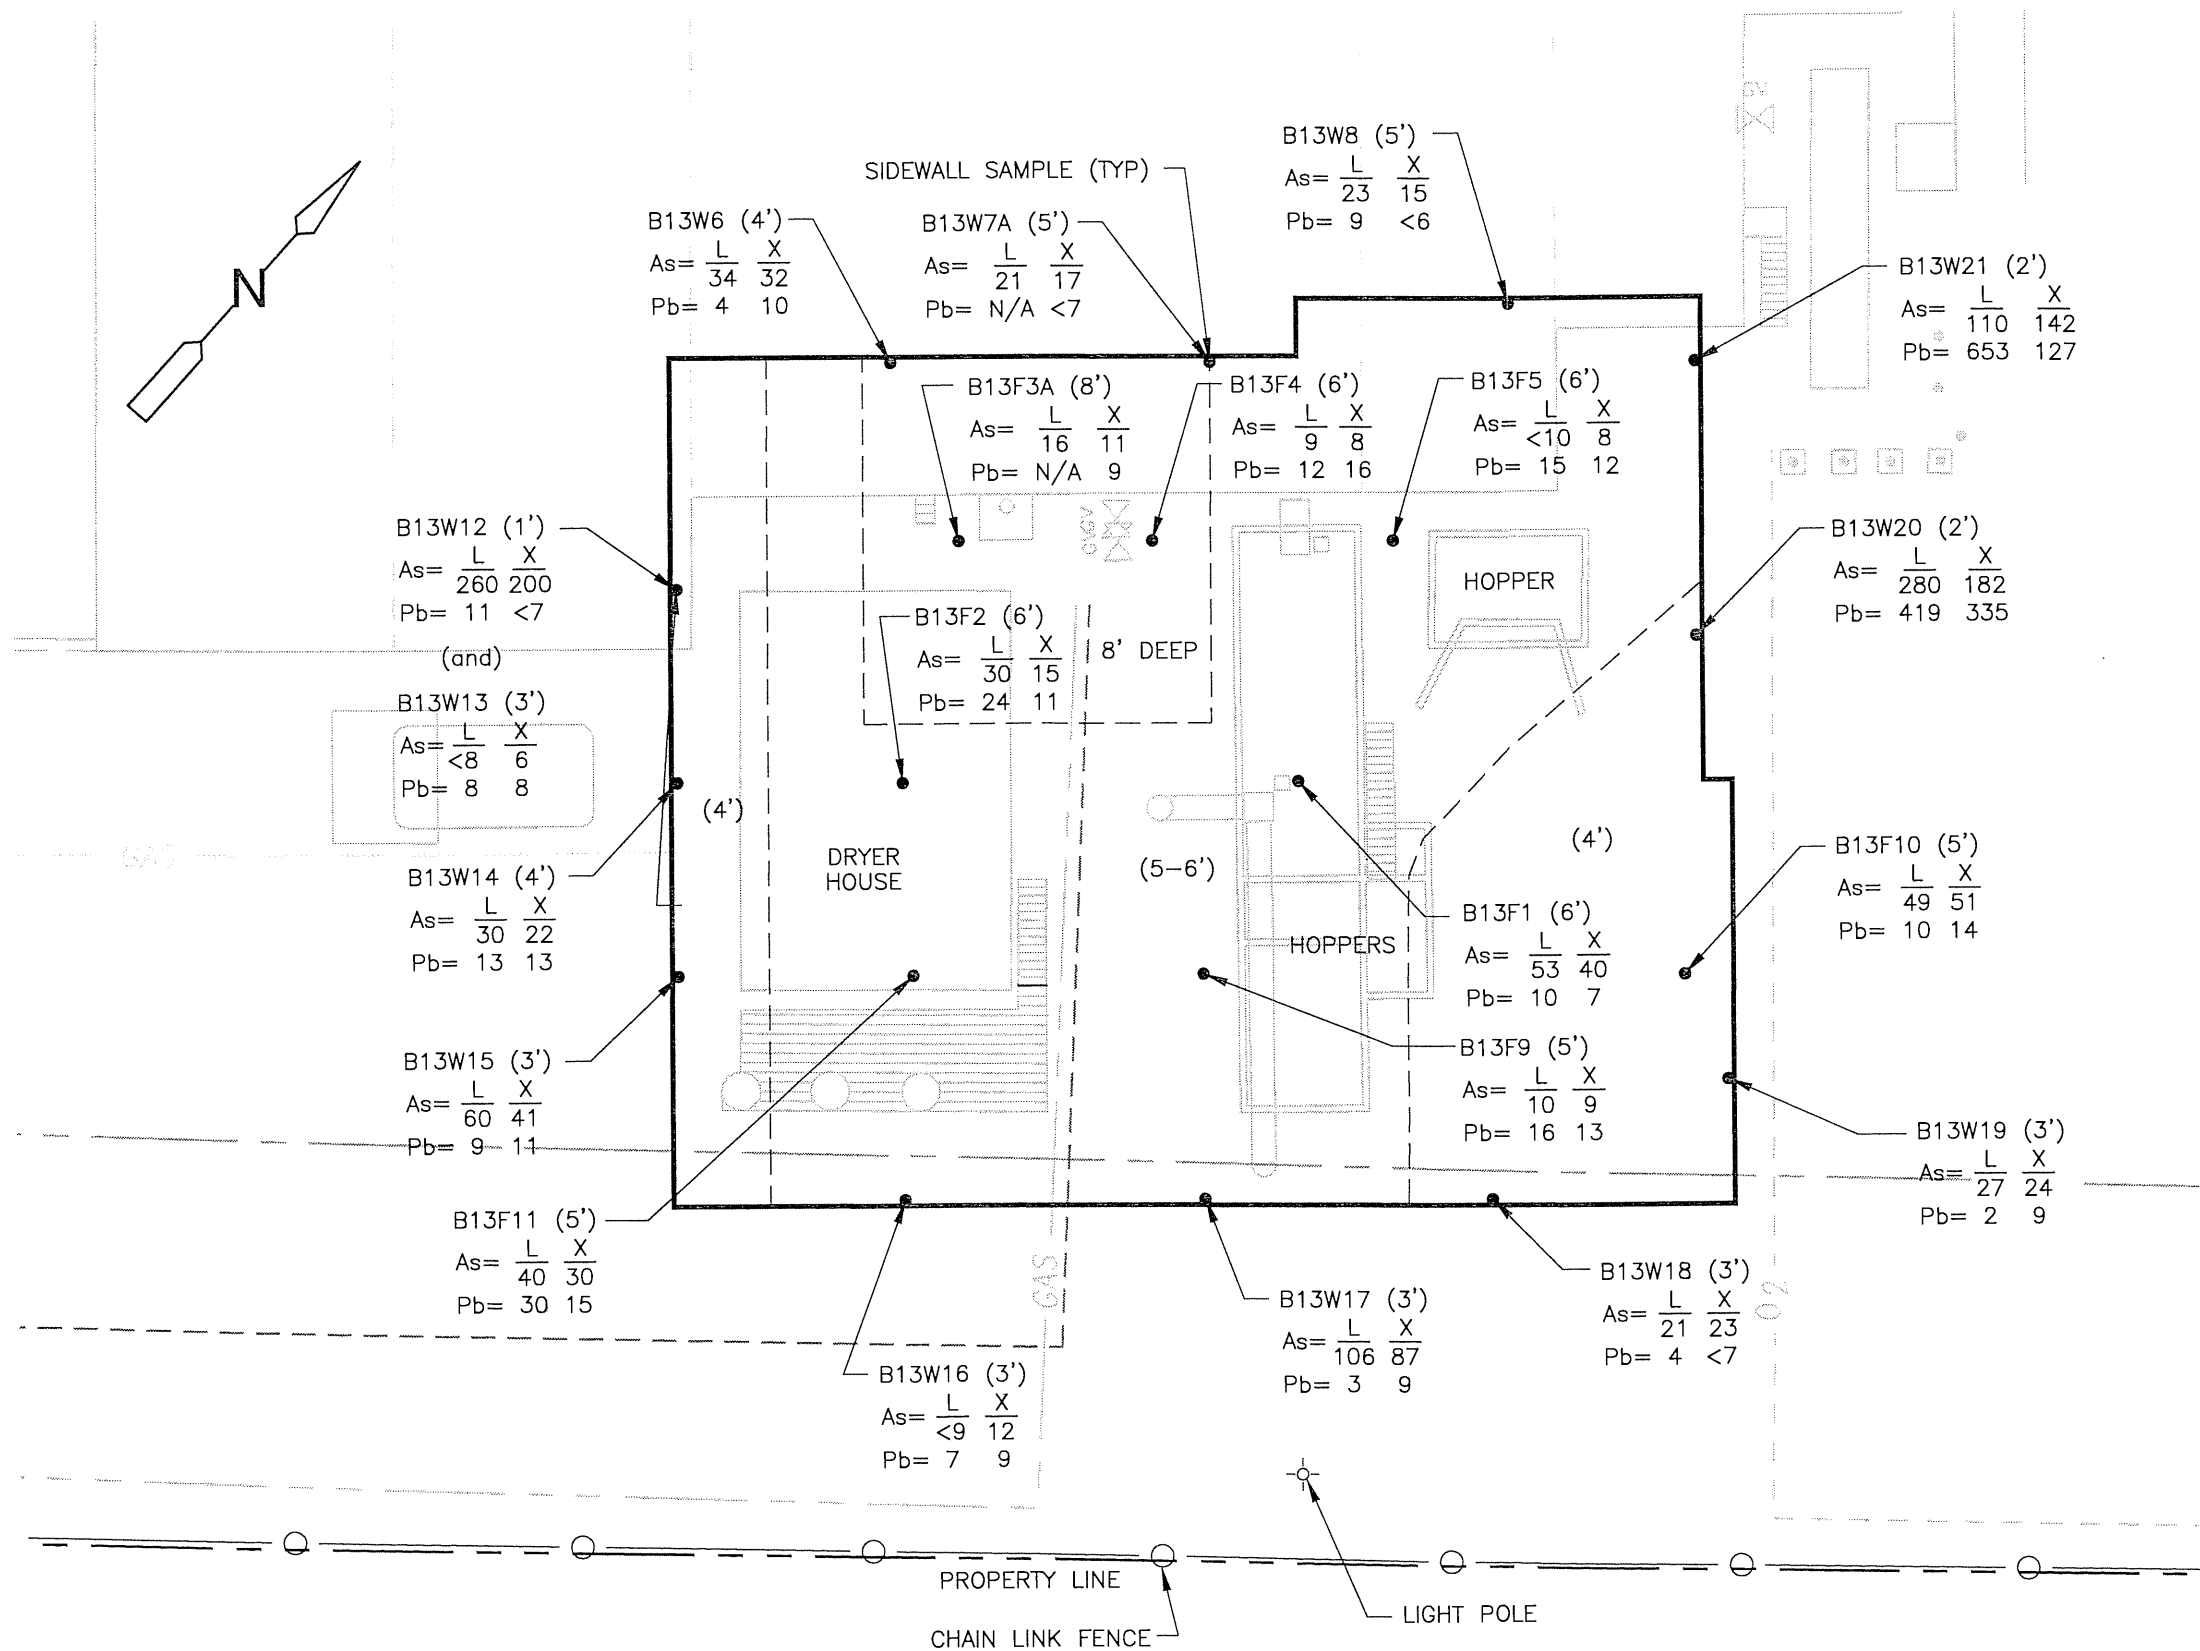 N
SIDEWALL SAMPLE (TYP)
B13W8 (5')
L X
As= 23 15
Pb= 9 <6
B13W6 (4')
L X
As= 34 32
Pb= 4 10
B13W7A (5')
L X
As= 21 17
Pb= N/A <7
GV
B13W21 (2')
L X
As= 110 142
Pb= 653 127
B13F3A (8')
L X
As= 16 11
Pb= N/A 9
B13F4 (6')
L X
As= 9 8
Pb= 12 16
B13F5 (6')
L X
As= <10 8
Pb= 15 12
B13W12 (1')
L X
As= 260 200
Pb= 11 <7
(and)
B13W13 (3')
L X
As= <8 6
Pb= 8 8
GVGV
HOPPER
B13W20 (2')
L X
As= 280 182
Pb= 419 335
B13F2 (6')
L X
As= 30 15
Pb= 24 11
8' DEEP
(4')
DRYER
HOUSE
(5-6')
(4')
GAS
B13W14 (4')
L X
As= 30 22
Pb= 13 13
HOPPERS
B13F1 (6')
L X
As= 53 40
Pb= 10 7
B13F10 (5')
L X
As= 49 51
Pb= 10 14
B13W15 (3')
L X
As= 60 41
Pb= 9 11
B13F9 (5')
L X
As= 10 9
Pb= 16 13
B13W19 (3')
L X
As= 27 24
Pb= 2 9
B13F11 (5')
L X
As= 40 30
Pb= 30 15
GAS
B13W17 (3')
L X
As= 106 87
Pb= 3 9
B13W18 (3')
L X
As= 21 23
Pb= 4 <7
02
B13W16 (3')
L X
As= <9 12
Pb= 7 9
PROPERTY LINE
LIGHT POLE
CHAIN LINK FENCE